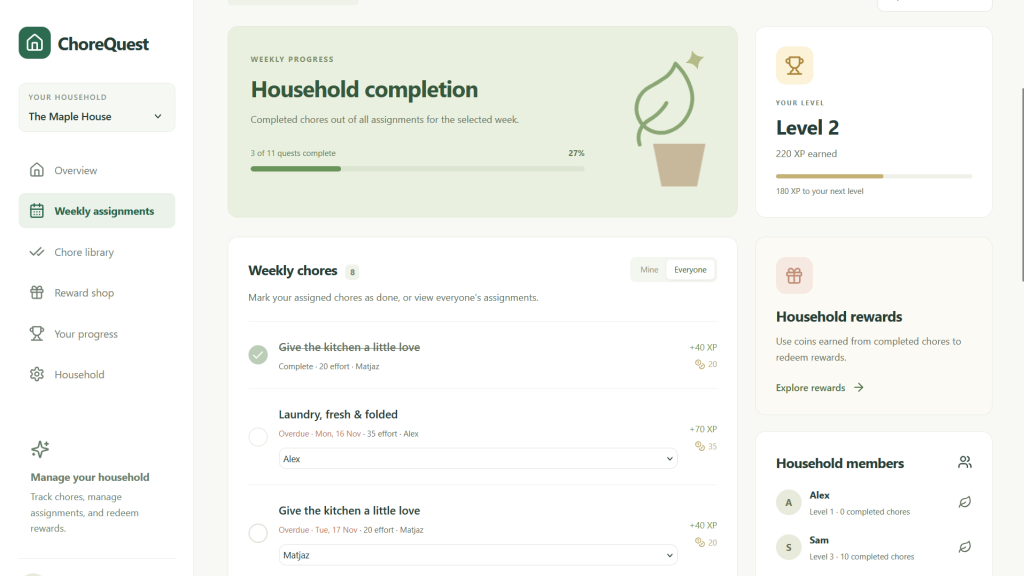 ChoreQuest
YOUR HOUSEHOLD
The Maple House
Overview
Weekly assignments
Chore library
Reward shop
Your progress
Household
Manage your household
Track chores, manage
assignments, and redeem
rewards.
WEEKLY PROGRESS
Household completion
Completed chores out of all assignments for the selected week.
3 of 11 quests complete
27%
YOUR LEVEL
Level 2
220 XP earned
180 XP to your next level
Weekly chores 8
Mine
Everyone
Mark your assigned chores as done, or view everyone's assignments.
Give the kitchen a little love
Complete · 20 effort · Matjaz
+40 XP
20
Laundry, fresh & folded
Overdue · Mon, 16 Nov · 35 effort · Alex
Alex
+70 XP
35
Give the kitchen a little love
Overdue · Tue, 17 Nov · 20 effort · Matjaz
Matjaz
+40 XP
20
Household rewards
Use coins earned from completed chores to
redeem rewards.
Explore rewards
Household members
A
Alex
Level 1 · 0 completed chores
S
Sam
Level 3 · 10 completed chores